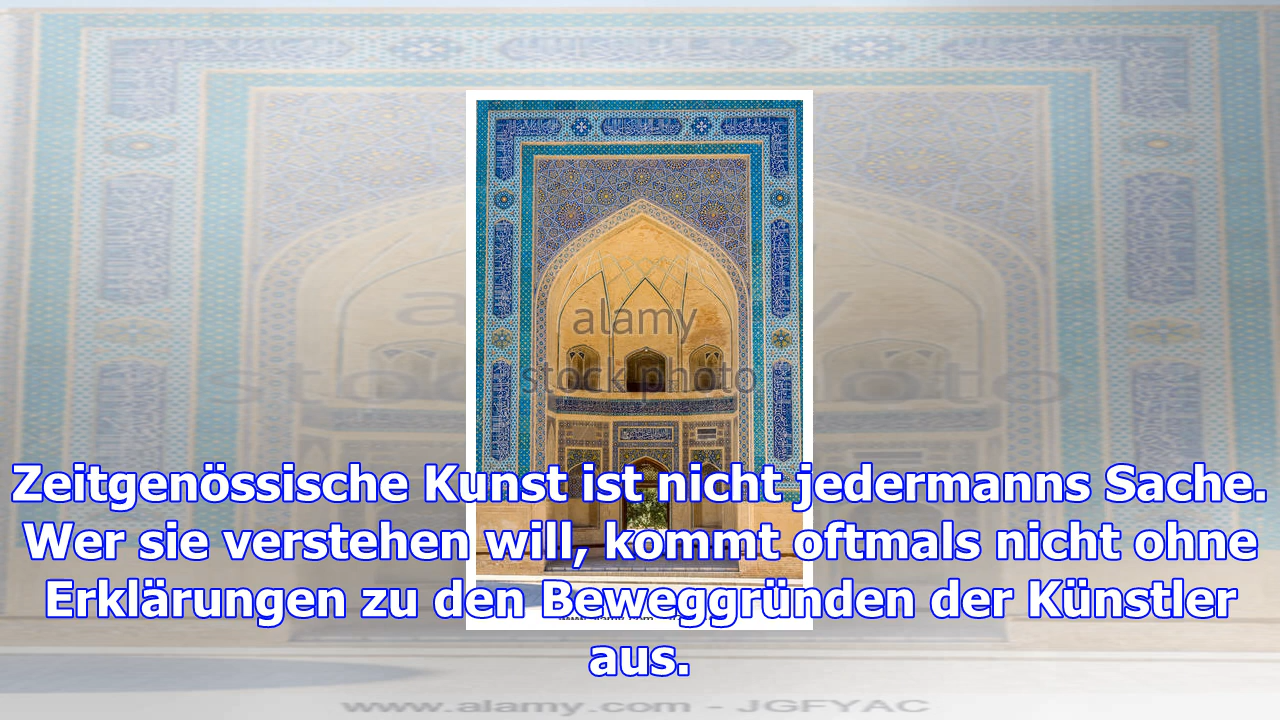 alamy
stock photo
Zeitgenössische Kunst ist nicht jedermanns Sache.
Wer sie verstehen will, kommt oftmals nicht ohne
Erklärungen zu den Beweggründen der Künstler
aus.
www.alamy.com - JGFYAC